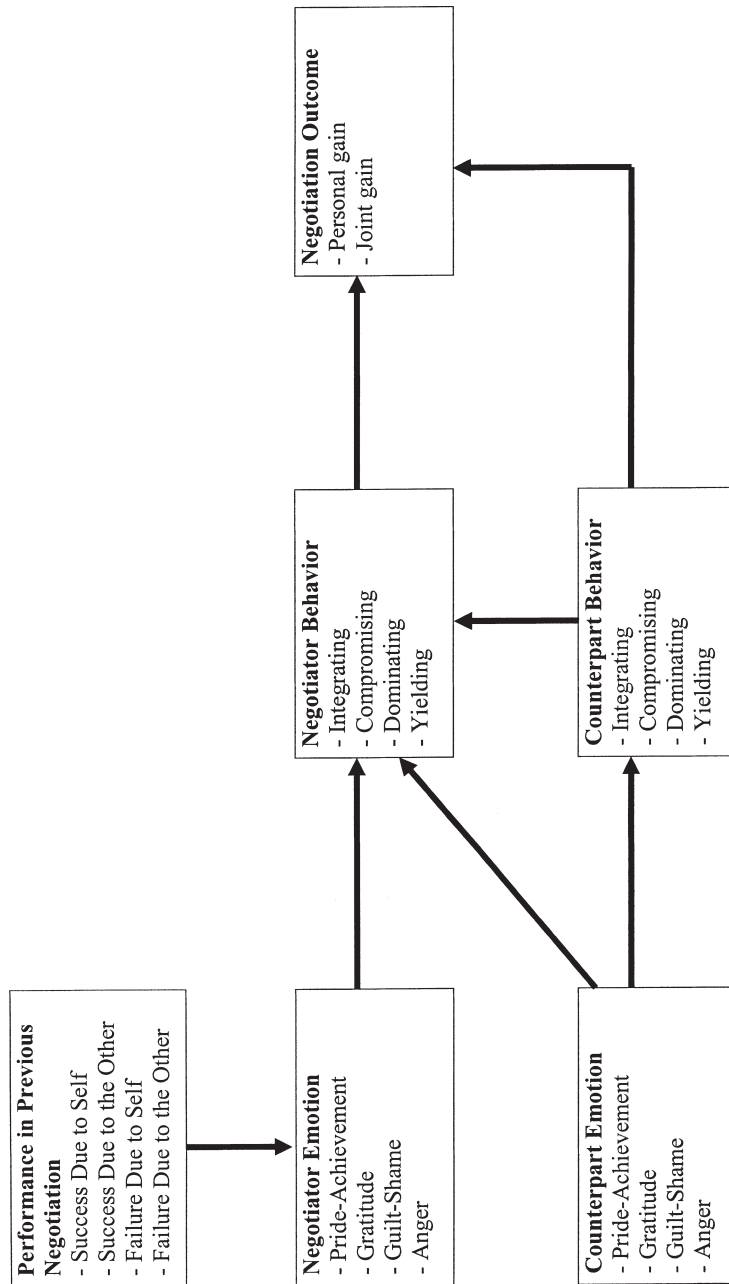 Performance in Previous
Negotiation
- Success Due to Self
- Success Due to the Other
- Failure Due to Self
- Failure Due to the Other
Negotiator Emotion
- Pride-Achievement
- Gratitude
- Guilt-Shame
- Anger
Negotiator Behavior
- Integrating
- Compromising
- Dominating
- Yielding
Negotiation Outcome
- Personal gain
- Joint gain
Counterpart Emotion
- Pride-Achievement
- Gratitude
- Guilt-Shame
- Anger
Counterpart Behavior
- Integrating
- Compromising
- Dominating
- Yielding